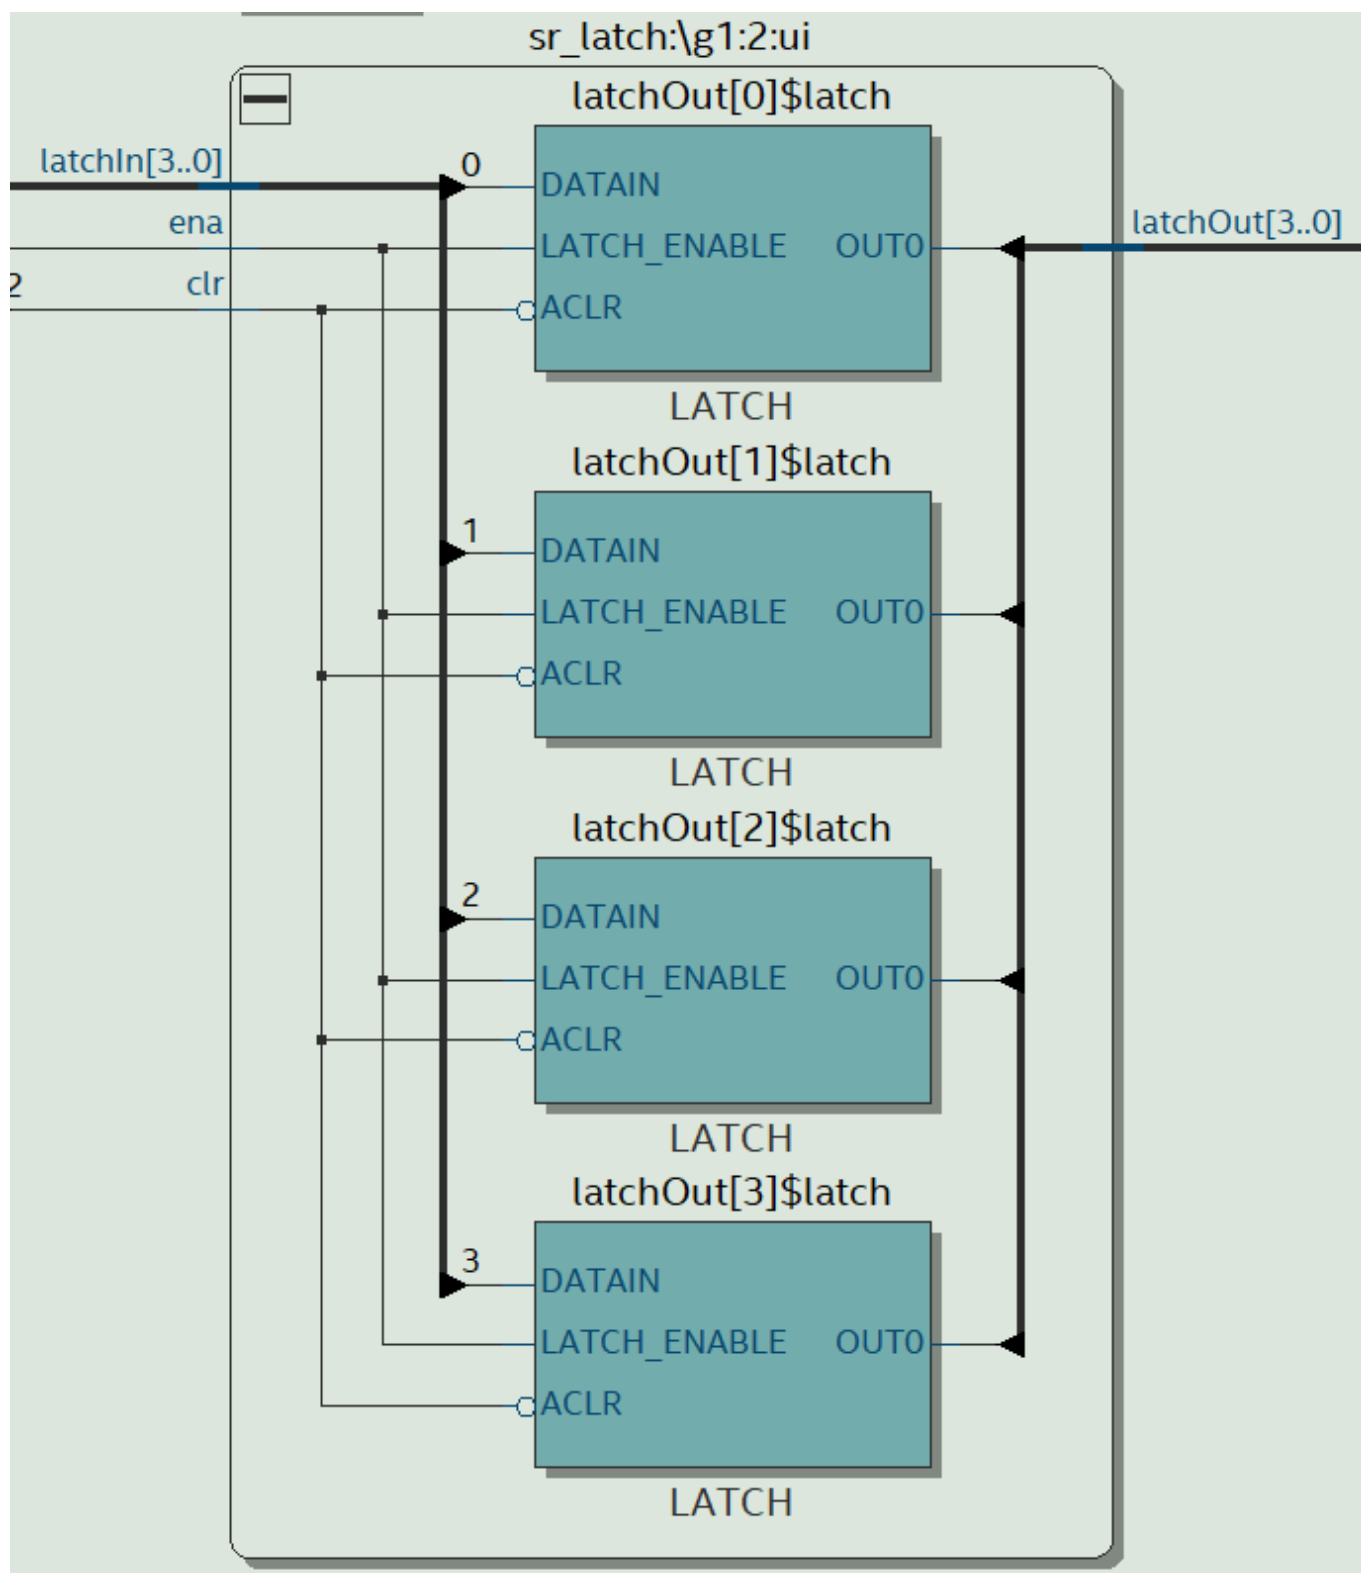 sr_latch:\g1:2:ui
latchOut[0]$latch
latchIn[3..0]
0
DATAIN
ena
LATCH_ENABLE
OUT0
latchOut[3..0]
2
clr
ACLR
LATCH
latchOut[1]$latch
1
DATAIN
LATCH_ENABLE
OUT0
ACLR
LATCH
latchOut[2]$latch
2
DATAIN
LATCH_ENABLE
OUT0
ACLR
LATCH
latchOut[3]$latch
3
DATAIN
LATCH_ENABLE
OUT0
ACLR
LATCH